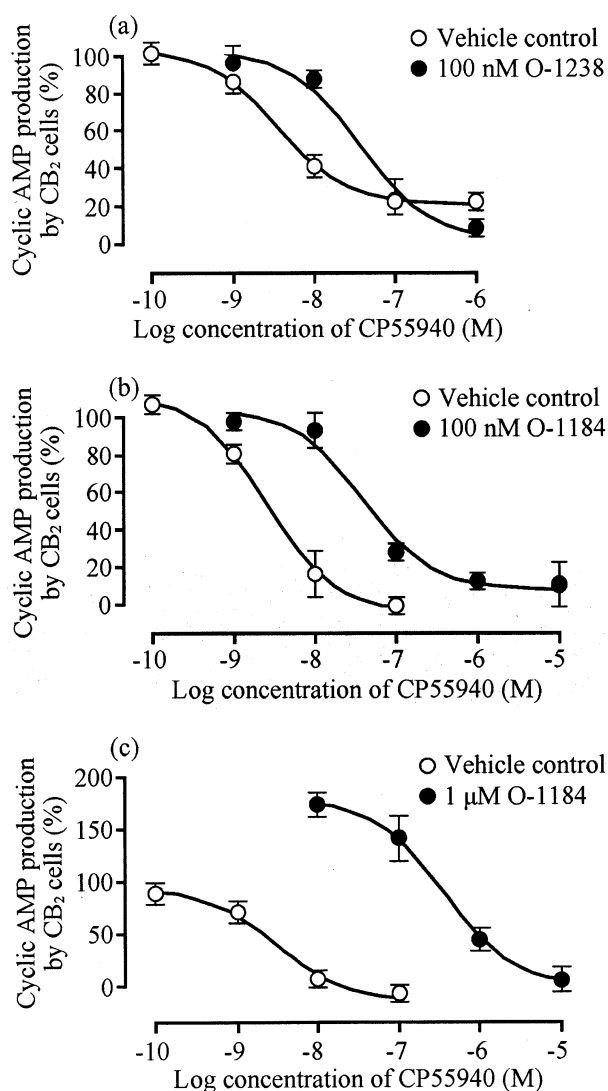 (a)
Vehicle control
100 nM O-1238
Cyclic AMP production
by CB₂ cells (%)
100
80
60
40
20
0
-10 -9 -8 -7 -6
Log concentration of CP55940 (M)
(b)
Vehicle control
100 nM O-1184
Cyclic AMP production
by CB₂ cells (%)
100
80
60
40
20
0
-10 -9 -8 -7 -6 -5
Log concentration of CP55940 (M)
(c)
Vehicle control
1 µM O-1184
Cyclic AMP production
by CB₂ cells (%)
200
150
100
50
0
-10 -9 -8 -7 -6 -5
Log concentration of CP55940 (M)